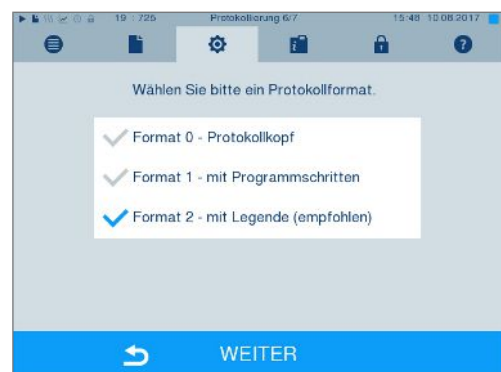 19 : 725 Protokollierung 6/7 15:48 10.08.2017
Wählen Sie bitte ein Protokollformat.
Format 0 - Protokollkopf
Format 1 - mit Programmschritten
Format 2 - mit Legende (empfohlen)
WEITER